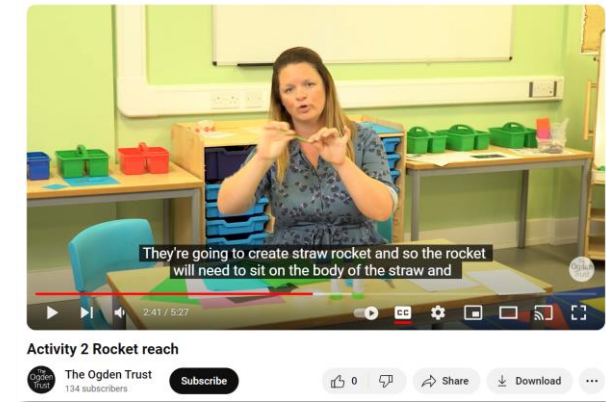 They're going to create straw rocket and so the rocket
will need to sit on the body of the straw and
2:41 / 5:27
CC
Activity 2 Rocket reach
The Ogden Trust
134 subscribers
Subscribe
0
Share
Download